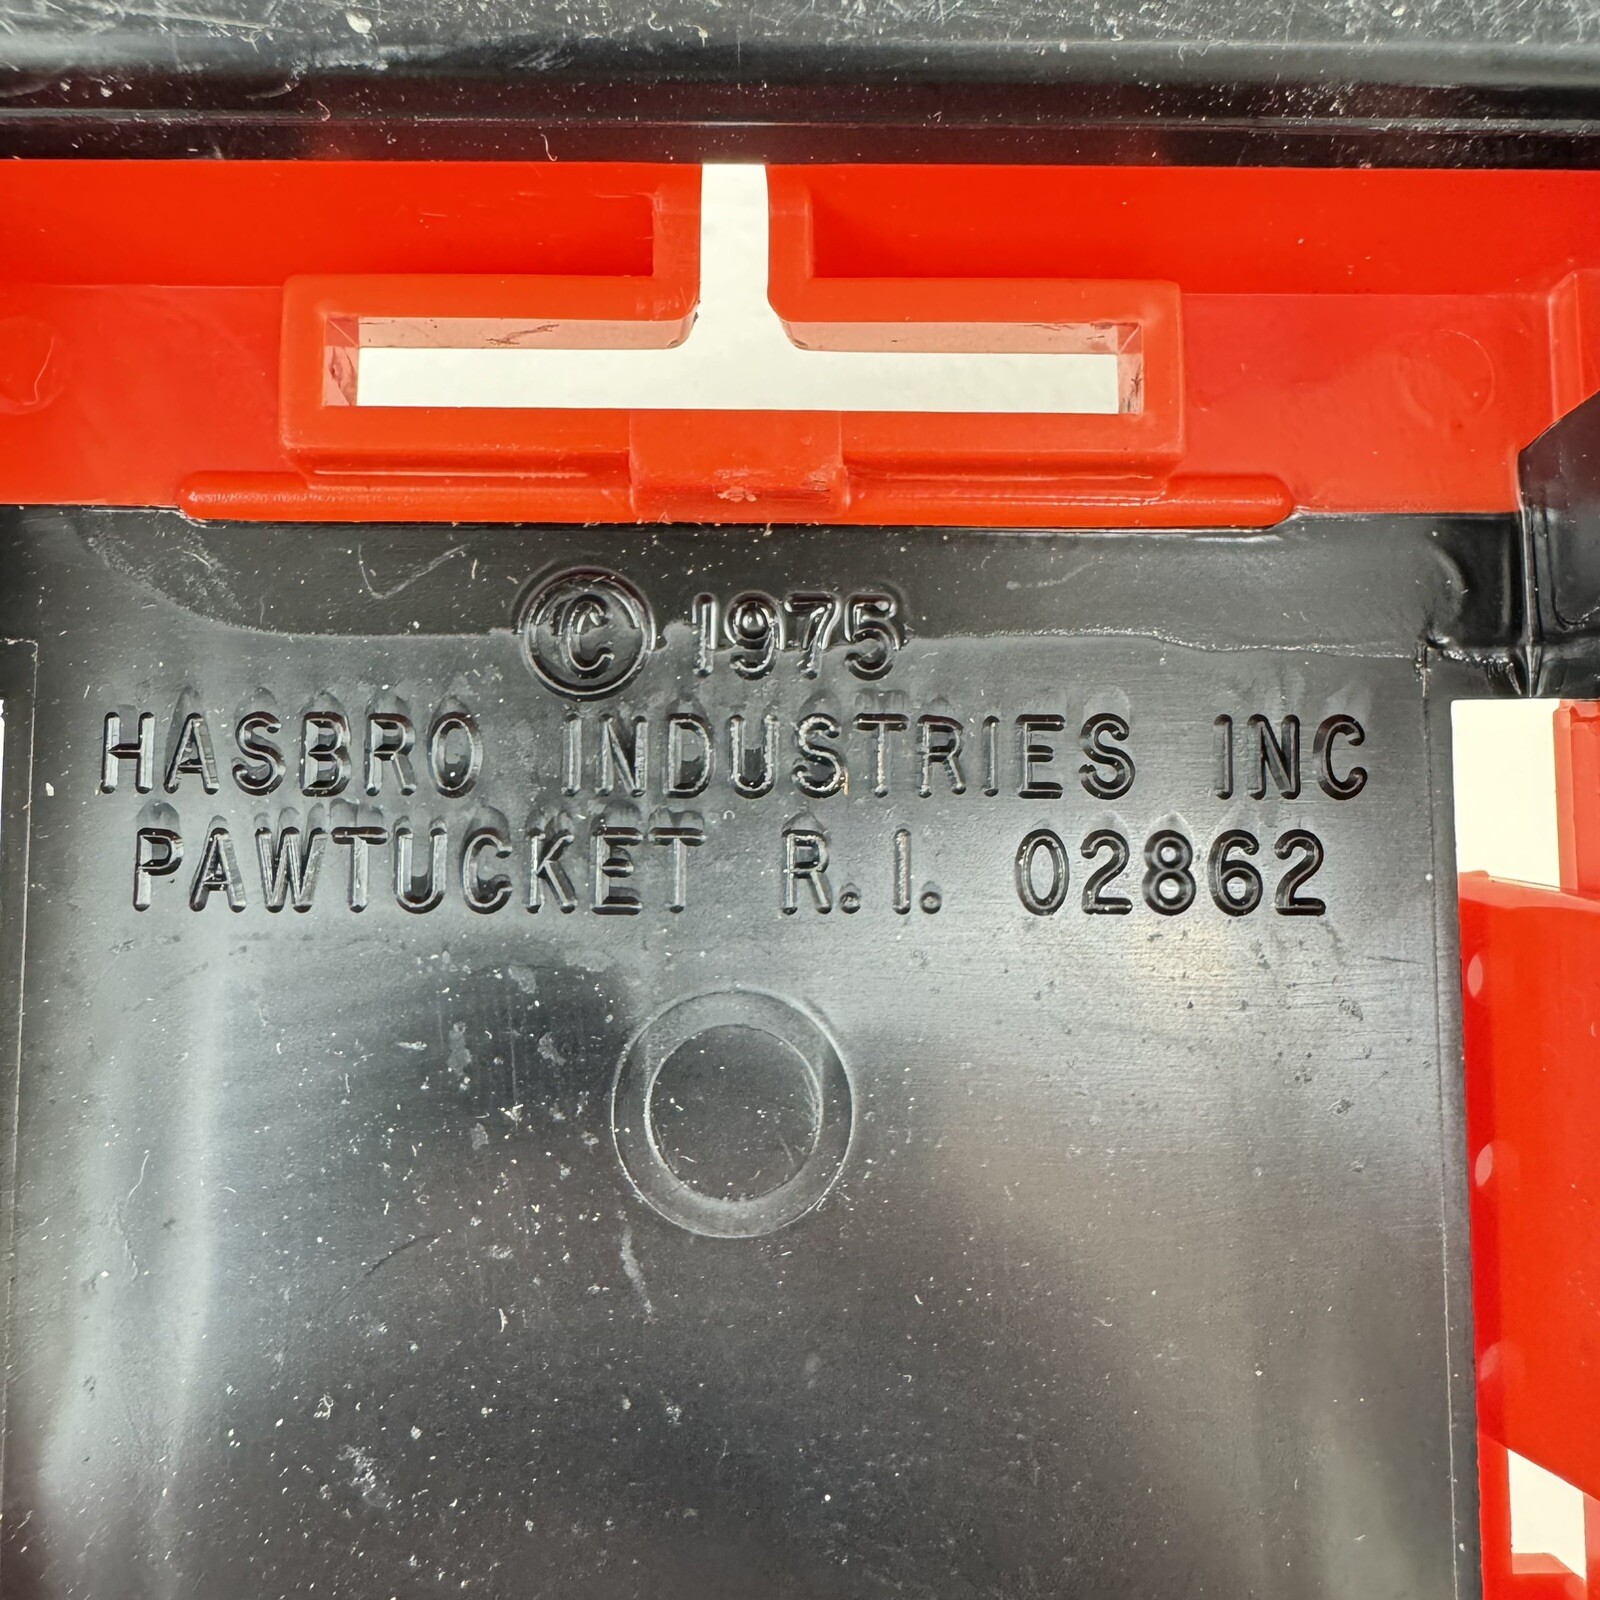 © 1975
HASBRO INDUSTRIES INC
PAWTUCKET R.I. 02862